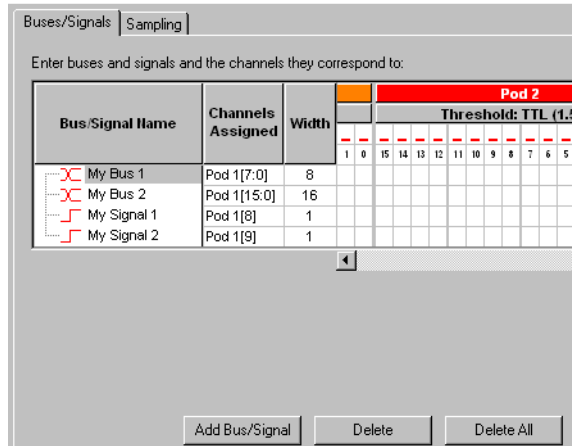 Buses/Signals Sampling
Enter buses and signals and the channels they correspond to:
Bus/Signal Name Channels Assigned Width Pod 2
Threshold: TTL (1.5
1 0 15 14 13 12 11 10 9 8 7 6 5
My Bus 1 Pod 1[7:0] 8
My Bus 2 Pod 1[15:0] 16
My Signal 1 Pod 1[8] 1
My Signal 2 Pod 1[9] 1
Add Bus/Signal Delete Delete All